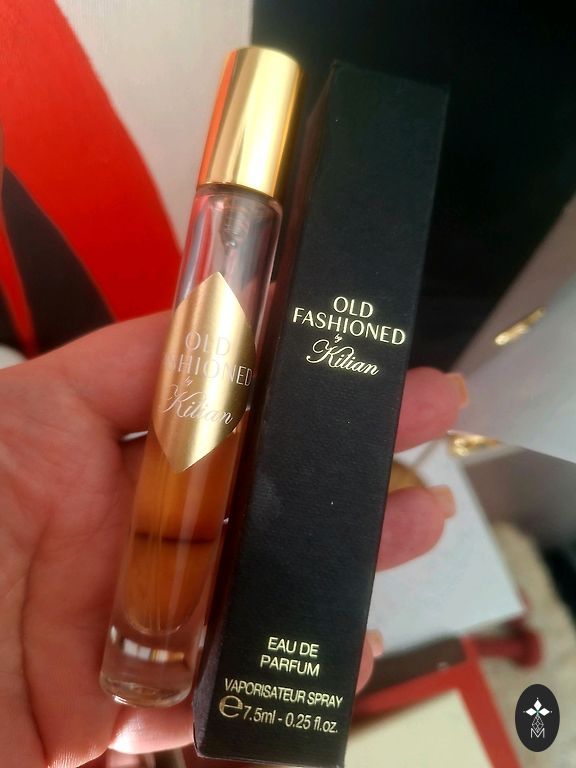 OLD
FASHIONED
by
Kilian
OLD
FASHIONED
by
Kilian
EAU DE
PARFUM
VAPORISATEUR SPRAY
℮7.5ml - 0.25 fl.oz.
M